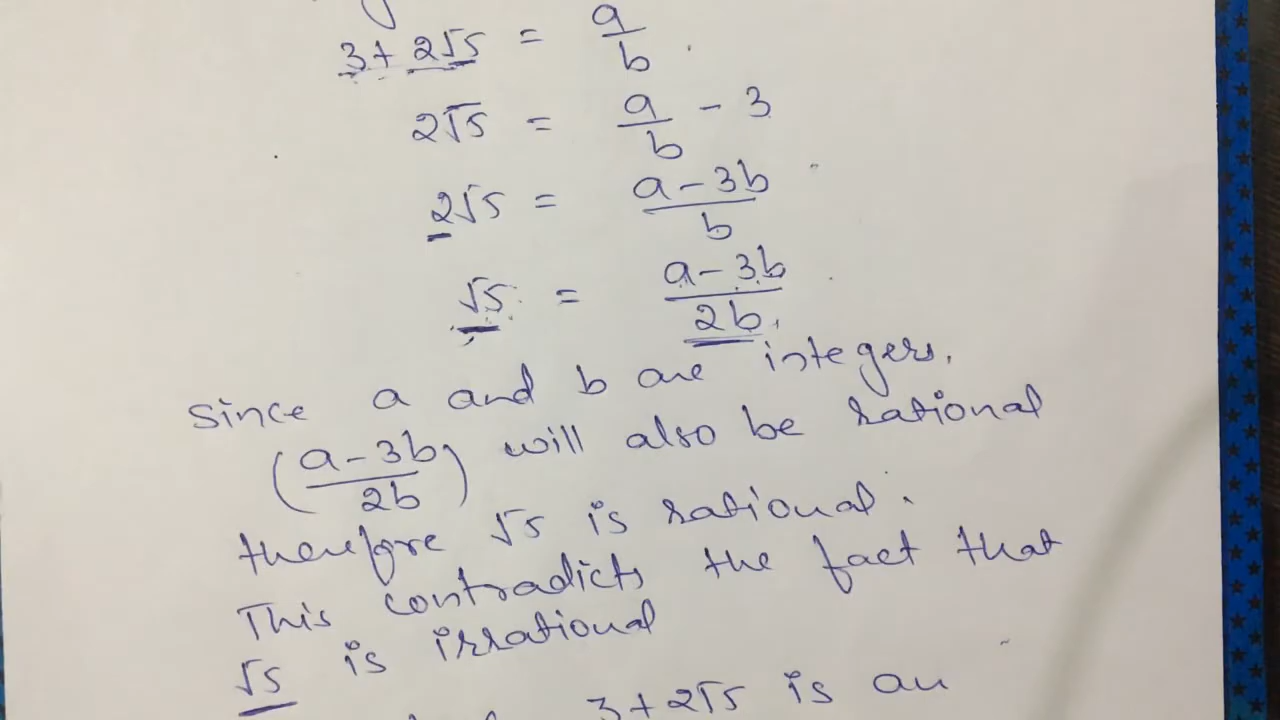 3+ 2√5 = a/b
2√5 = a/b - 3
2√5 = a-3b/b
√5 = a-3b/2b
Since a and b are integers.
(a-3b/2b) will also be rational
therefore √5 is rational.
This contradicts the fact that
√5 is irrational
3+2√5 is an